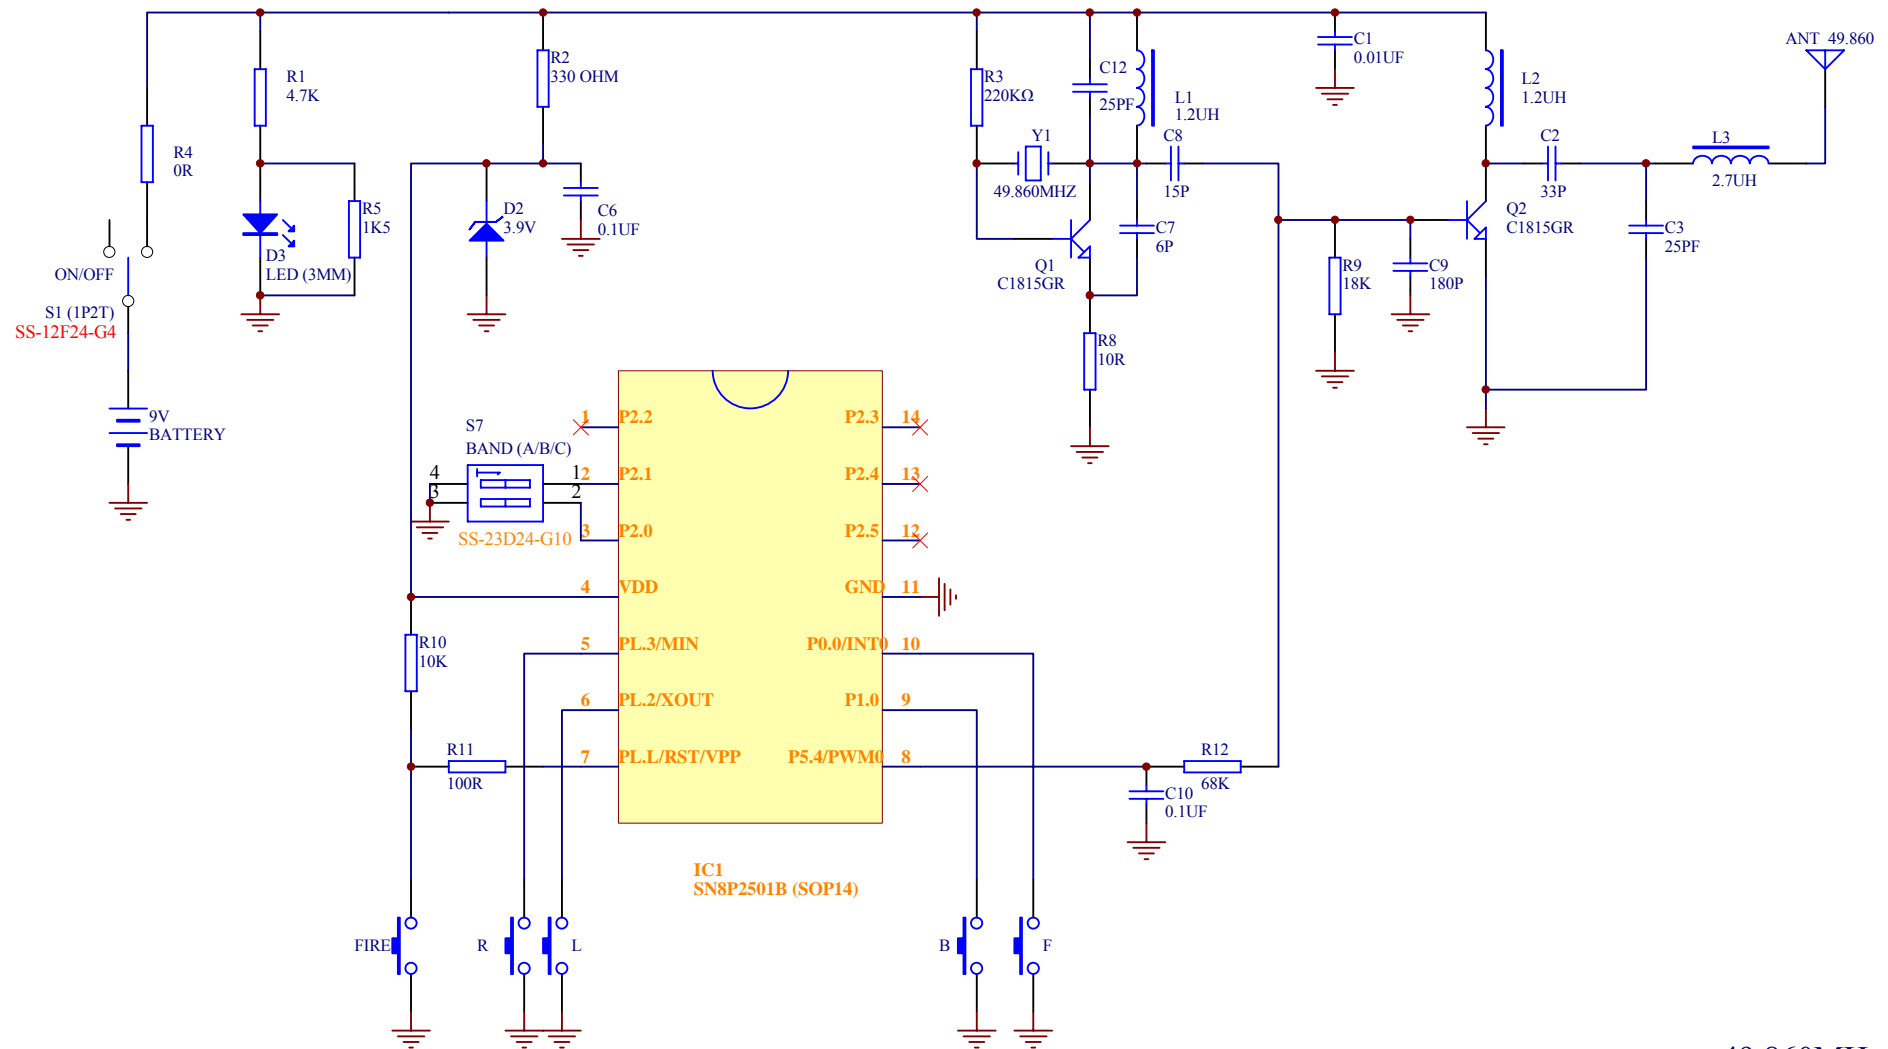 ANT 49.860
R1
4.7K
R2
330 OHM
R3
220KΩ
C12
25PF
L1
1.2UH
C1
0.01UF
L2
1.2UH
R4
0R
Y1
49.860MHZ
C8
15P
C2
33P
L3
2.7UH
R5
1K5
D2
3.9V
C6
0.1UF
C7
6P
Q1
C1815GR
Q2
C1815GR
C3
25PF
D3
LED (3MM)
ON/OFF
S1 (1P2T)
SS-12F24-G4
R9
18K
C9
180P
R8
10R
9V
BATTERY
S7
BAND (A/B/C)
4
3
1
2
SS-23D24-G10
1 P2.2
2 P2.1
3 P2.0
4 VDD
5 PL.3/MIN
6 PL.2/XOUT
7 PL.L/RST/VPP
P2.3 14
P2.4 13
P2.5 12
GND 11
P0.0/INT0 10
P1.0 9
P5.4/PWM0 8
R10
10K
R11
100R
R12
68K
C10
0.1UF
IC1
SN8P2501B (SOP14)
FIRE
R
L
B
F